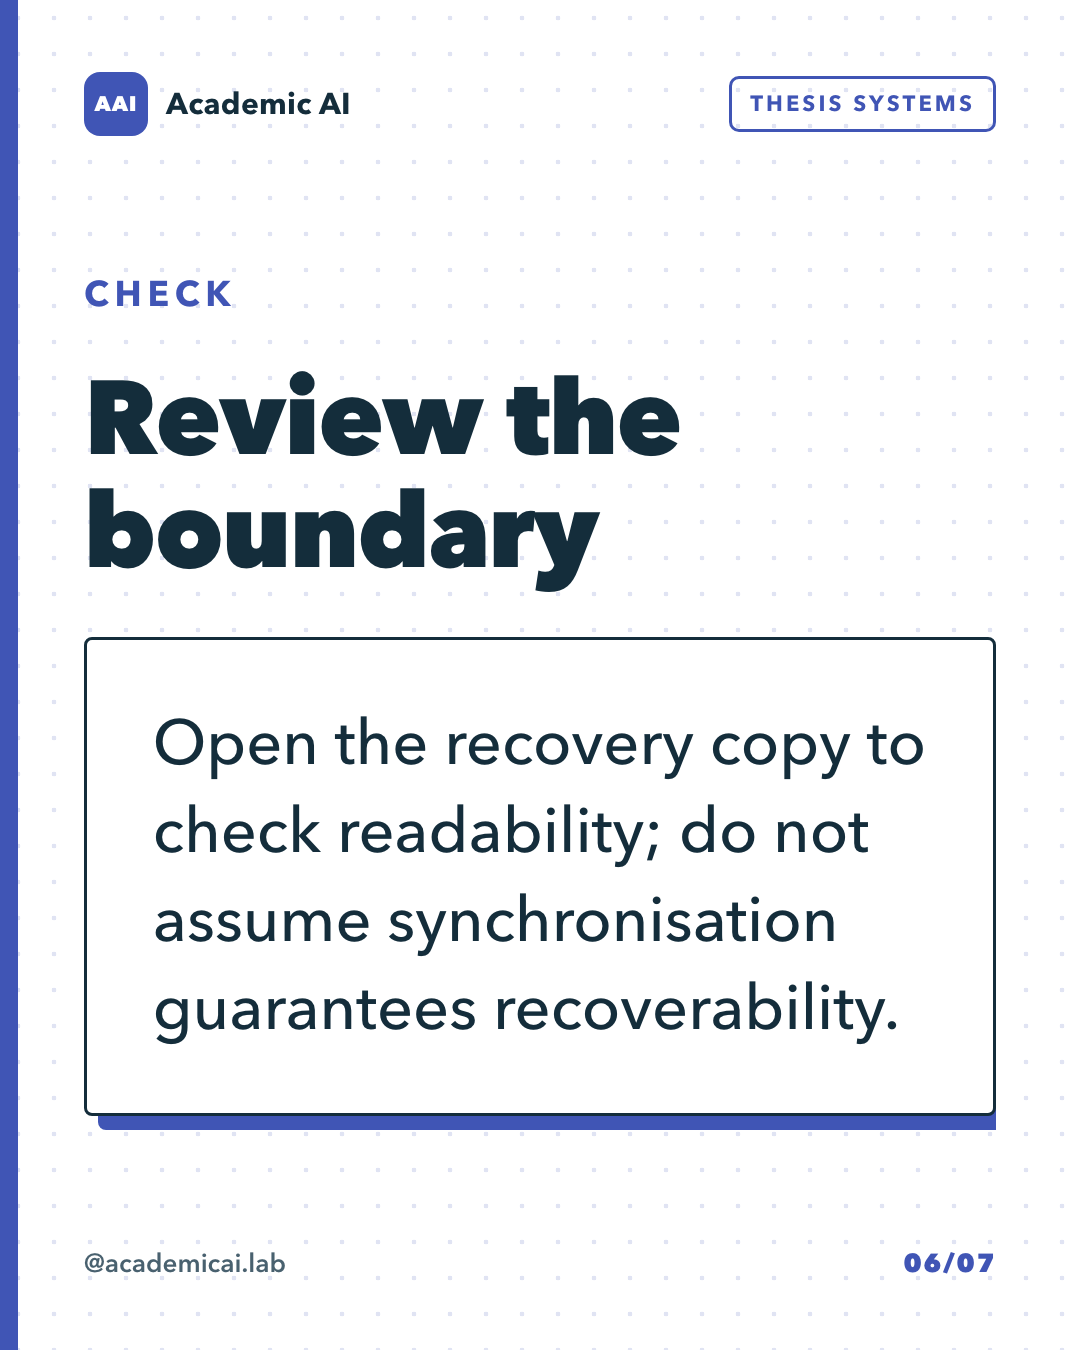 AAI
Academic AI
THESIS SYSTEMS
CHECK
Review the
boundary
Open the recovery copy to
check readability; do not
assume synchronisation
guarantees recoverability.
@academicai.lab
06/07